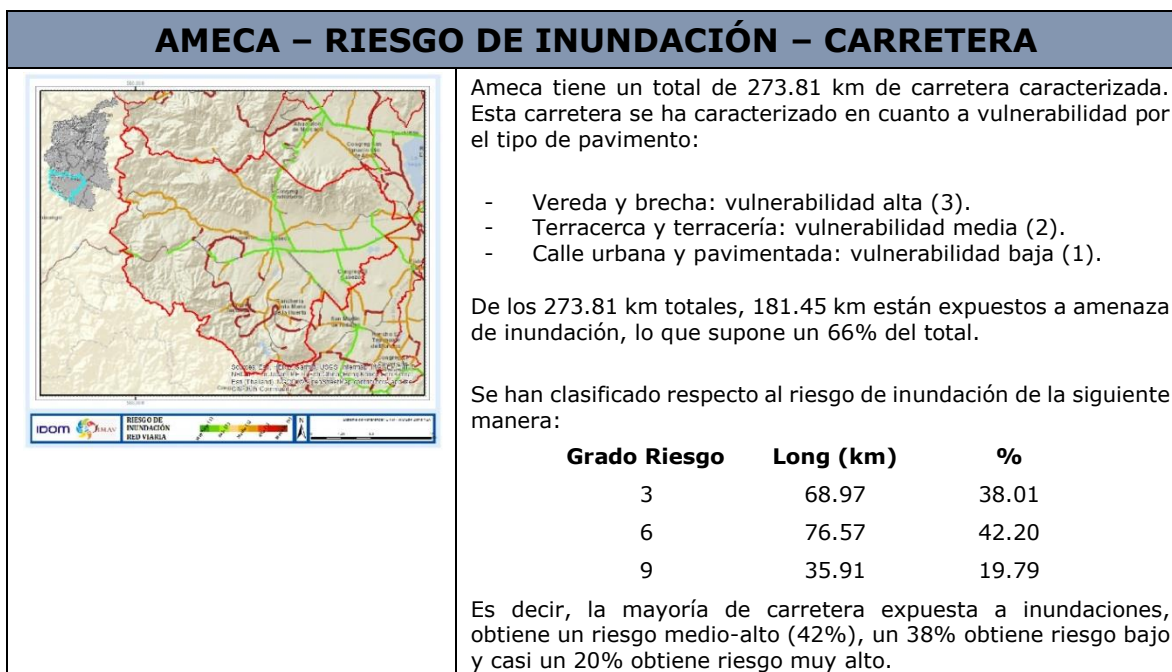 AMECA – RIESGO DE INUNDACIÓN – CARRETERA
Ameca tiene un total de 273.81 km de carretera caracterizada.
Esta carretera se ha caracterizado en cuanto a vulnerabilidad por
el tipo de pavimento:
- Vereda y brecha: vulnerabilidad alta (3).
- Terracerca y terracería: vulnerabilidad media (2).
- Calle urbana y pavimentada: vulnerabilidad baja (1).
De los 273.81 km totales, 181.45 km están expuestos a amenaza
de inundación, lo que supone un 66% del total.
Se han clasificado respecto al riesgo de inundación de la siguiente
manera:
Grado Riesgo Long (km) %
3 68.97 38.01
6 76.57 42.20
9 35.91 19.79
Es decir, la mayoría de carretera expuesta a inundaciones,
obtiene un riesgo medio-alto (42%), un 38% obtiene riesgo bajo
y casi un 20% obtiene riesgo muy alto.
IDOM
RIESGO DE
INUNDACIÓN
RED VIARIA
N